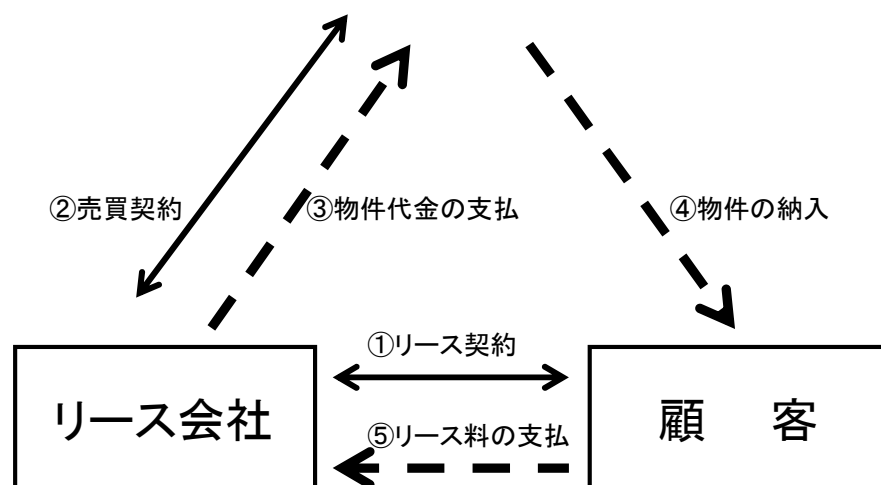 ②売買契約
③物件代金の支払
④物件の納入
①リース契約
リース会社
顧　客
⑤リース料の支払